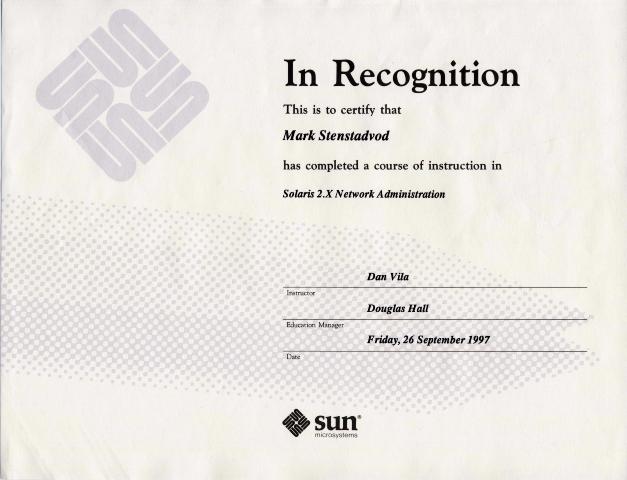 In Recognition
This is to certify that
Mark Stenstadvod
has completed a course of instruction in
Solaris 2.X Network Administration
Dan Vila
Instructor
Douglas Hall
Education Manager
Friday, 26 September 1997
Date
sun®
microsystems